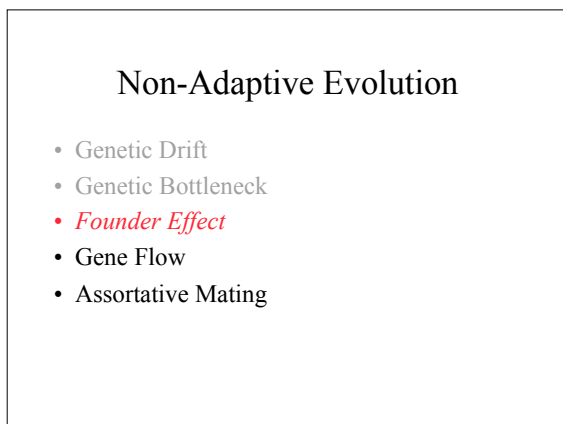 Non-Adaptive Evolution
• Genetic Drift
• Genetic Bottleneck
• Founder Effect
• Gene Flow
• Assortative Mating